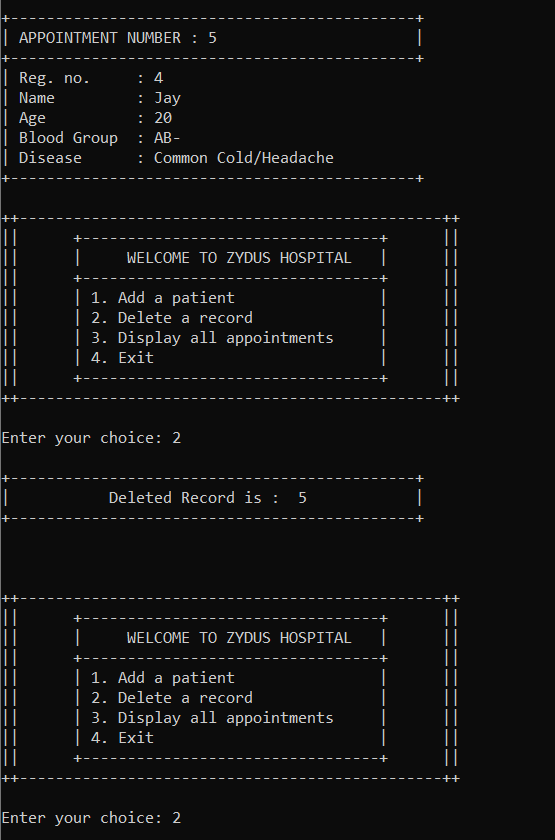 +---------------------------------------------+
| APPOINTMENT NUMBER : 5                      |
+---------------------------------------------+
| Reg. no.     : 4
| Name         : Jay
| Age          : 20
| Blood Group  : AB-
| Disease      : Common Cold/Headache
+---------------------------------------------+
++-----------------------------------------------++
||      +---------------------------------+      ||
||      |     WELCOME TO ZYDUS HOSPITAL   |      ||
||      +---------------------------------+      ||
||      | 1. Add a patient                |      ||
||      | 2. Delete a record              |      ||
||      | 3. Display all appointments     |      ||
||      | 4. Exit                         |      ||
||      +---------------------------------+      ||
++-----------------------------------------------++
Enter your choice: 2
+---------------------------------------------+
|           Deleted Record is :  5            |
+---------------------------------------------+
++-----------------------------------------------++
||      +---------------------------------+      ||
||      |     WELCOME TO ZYDUS HOSPITAL   |      ||
||      +---------------------------------+      ||
||      | 1. Add a patient                |      ||
||      | 2. Delete a record              |      ||
||      | 3. Display all appointments     |      ||
||      | 4. Exit                         |      ||
||      +---------------------------------+      ||
++-----------------------------------------------++
Enter your choice: 2